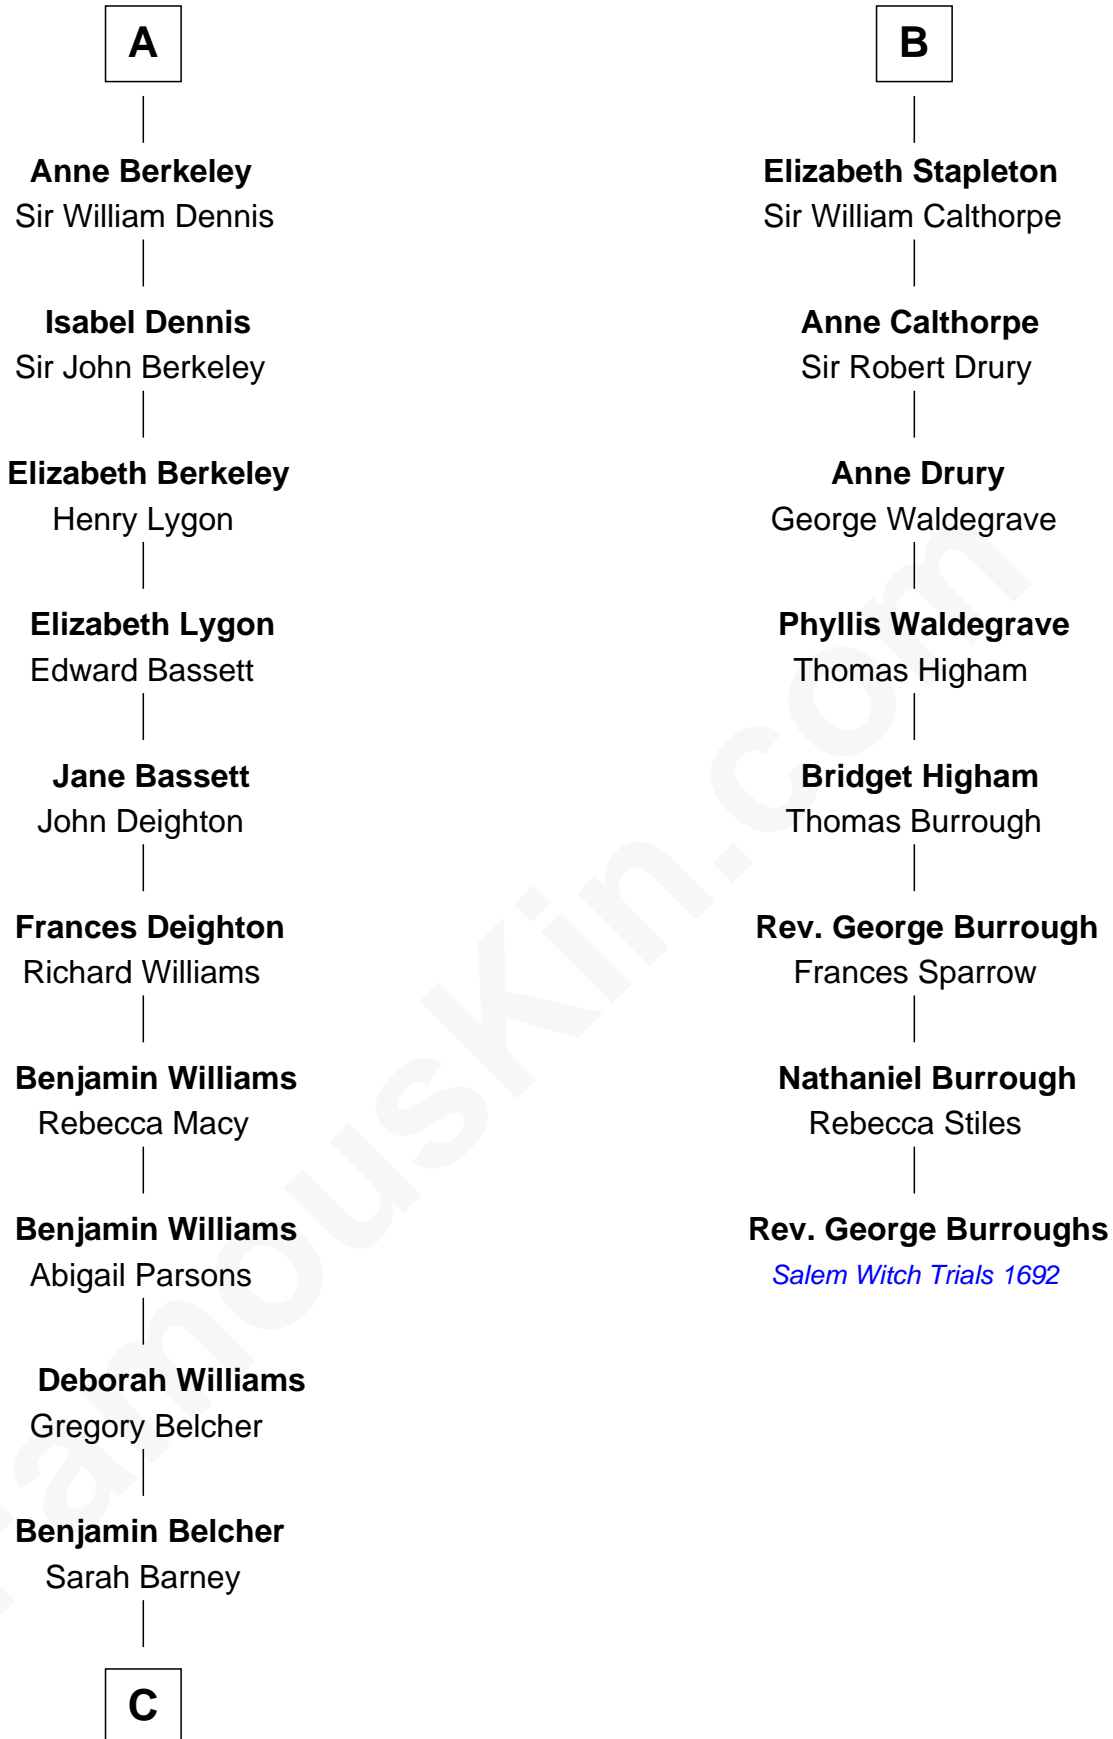 A
Anne Berkeley
Sir William Dennis
Isabel Dennis
Sir John Berkeley
Elizabeth Berkeley
Henry Lygon
Elizabeth Lygon
Edward Bassett
Jane Bassett
John Deighton
Frances Deighton
Richard Williams
Benjamin Williams
Rebecca Macy
Benjamin Williams
Abigail Parsons
Deborah Williams
Gregory Belcher
Benjamin Belcher
Sarah Barney
C
B
Elizabeth Stapleton
Sir William Calthorpe
Anne Calthorpe
Sir Robert Drury
Anne Drury
George Waldegrave
Phyllis Waldegrave
Thomas Higham
Bridget Higham
Thomas Burrough
Rev. George Burrough
Frances Sparrow
Nathaniel Burrough
Rebecca Stiles
Rev. George Burroughs
Salem Witch Trials 1692
FamousKin.com